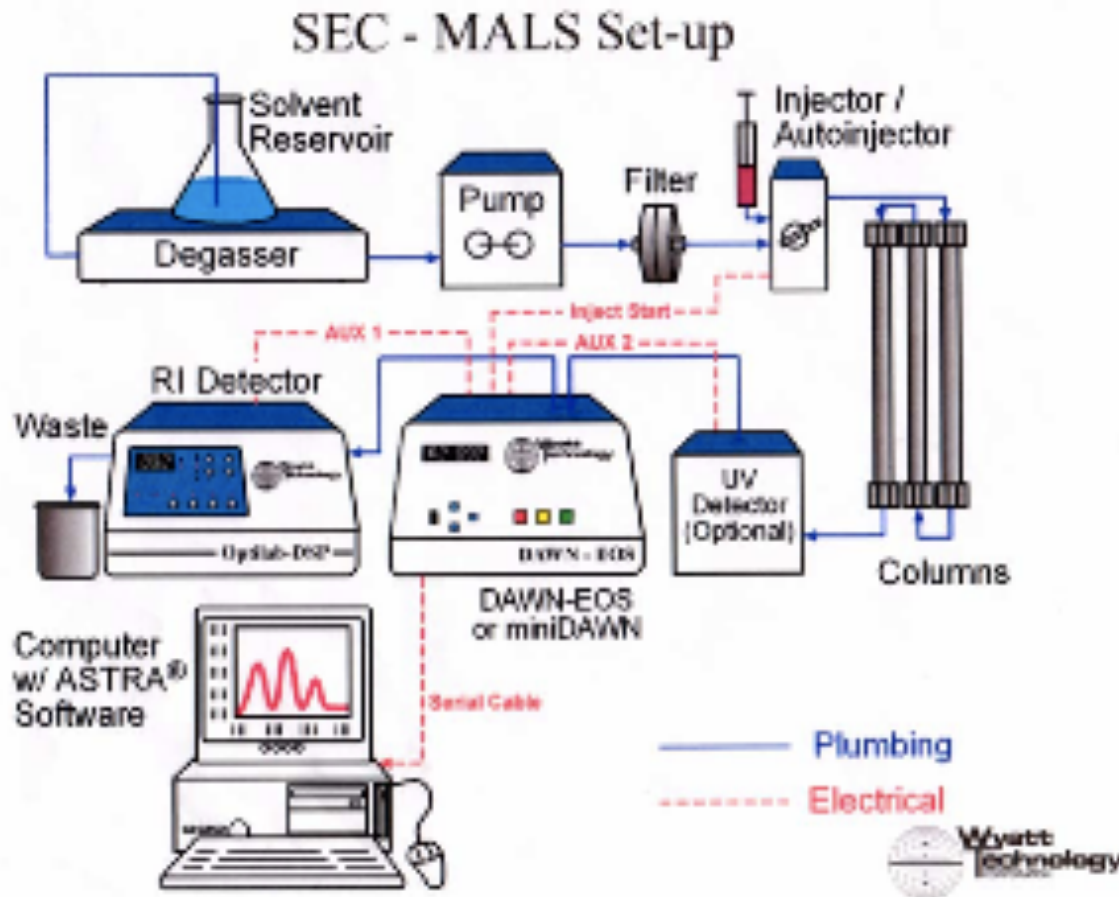 SEC - MALS Set-up
Solvent
Reservoir
Injector /
Autoinjector
Pump
Filter
Degasser
Inject Start
AUX 1
AUX 2
RI Detector
Waste
Wyatt
Technology
UV
Detector
(Optional)
Optilab-DSP
DAWN - EOS
Columns
DAWN-EOS
or miniDAWN
Computer
w/ ASTRA®
Software
Serial Cable
Plumbing
Electrical
Wyatt
Technology